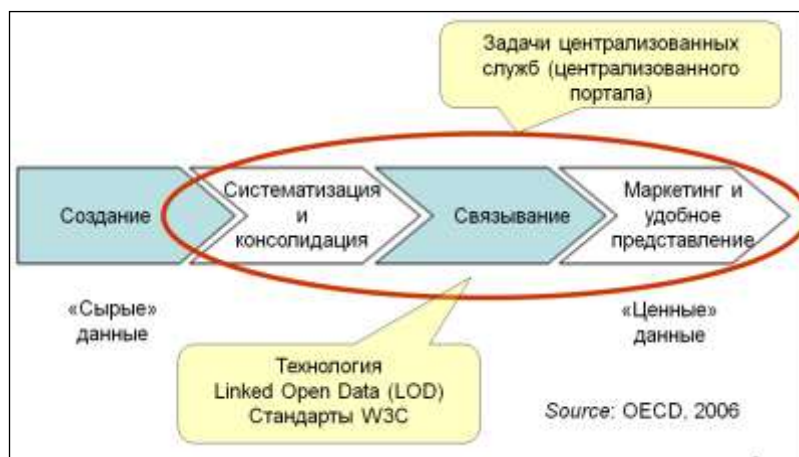 Задачи централизованных
служб (централизованного
портала)
Создание
Систематизация
и
консолидация
Связывание
Маркетинг и
удобное
представление
«Сырые»
данные
«Ценные»
данные
Технология
Linked Open Data (LOD)
Стандарты W3C
Source: OECD, 2006